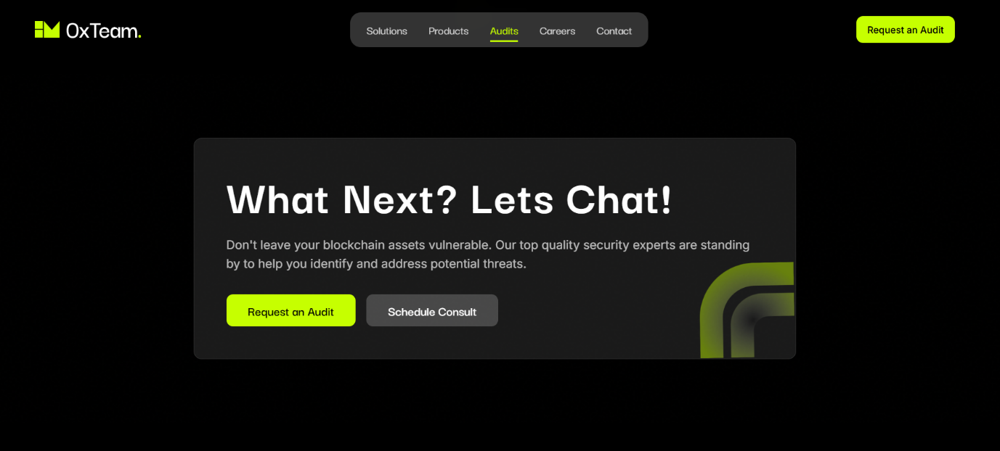 0xTeam.
Solutions Products Audits Careers Contact
Request an Audit
What Next? Lets Chat!
Don't leave your blockchain assets vulnerable. Our top quality security experts are standing
by to help you identify and address potential threats.
Request an Audit
Schedule Consult